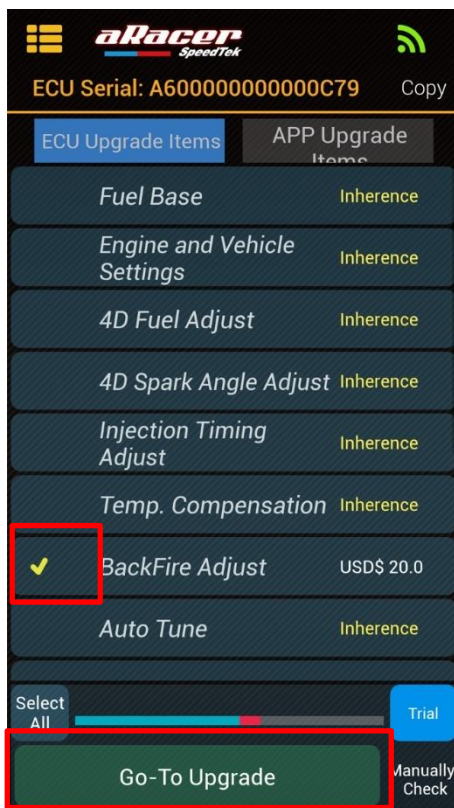 aRacer
SpeedTek
ECU Serial: A600000000000C79 Copy
ECU Upgrade Items
APP Upgrade
Items
Fuel Base Inherence
Engine and Vehicle
Settings Inherence
4D Fuel Adjust Inherence
4D Spark Angle Adjust Inherence
Injection Timing
Adjust Inherence
Temp. Compensation Inherence
BackFire Adjust USD$ 20.0
Auto Tune Inherence
Select
All
Trial
Go-To Upgrade
Manually
Check